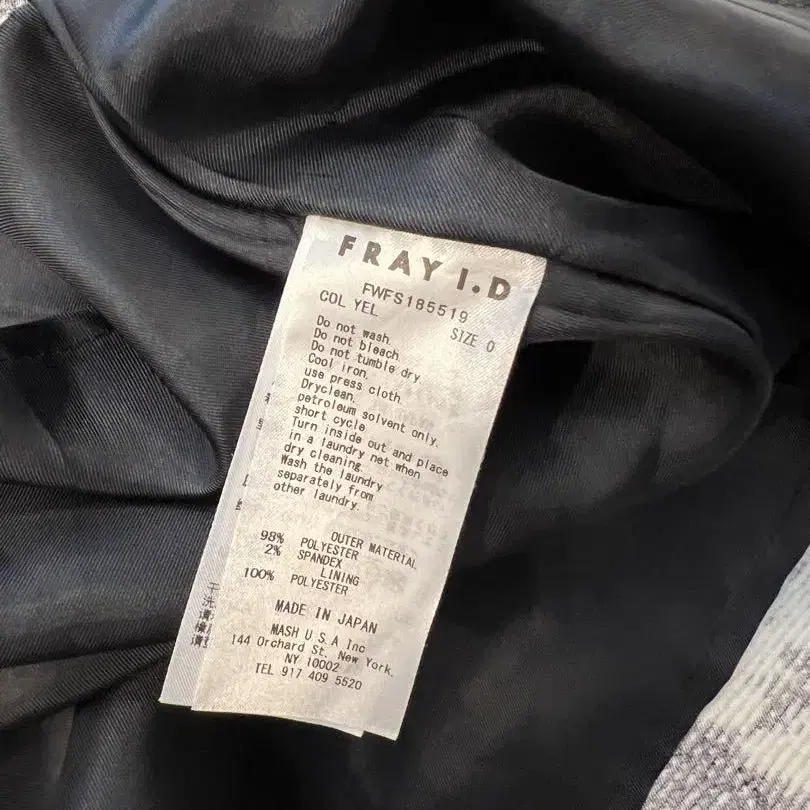 FRAY I.D
FWFS185519
COL YEL
SIZE 0
Do not wash.
Do not bleach
Do not tumble dry
Cool iron,
use press cloth.
Dryclean,
petroleum solvent only,
short cycle
Turn inside out and place
in a laundry net when
dry cleaning.
Wash the laundry
separately from
other laundry.
OUTER MATERIAL
98% POLYESTER
2% SPANDEX
LINING
100% POLYESTER
MADE IN JAPAN
MASH U S A Inc
144 Orchard St. New York,
NY 10002
TEL 917 409 5520